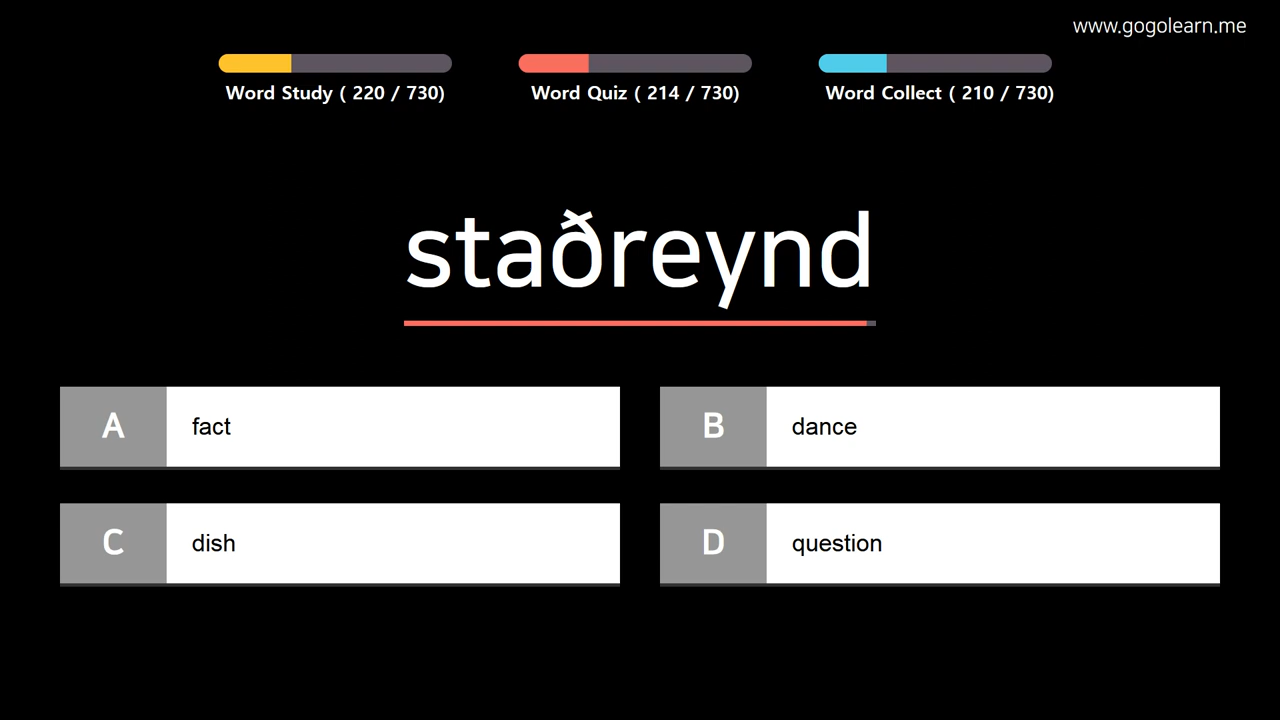 www.gogolearn.me
Word Study ( 220 / 730)
Word Quiz ( 214 / 730)
Word Collect ( 210 / 730)
staðreynd
A fact
B dance
C dish
D question